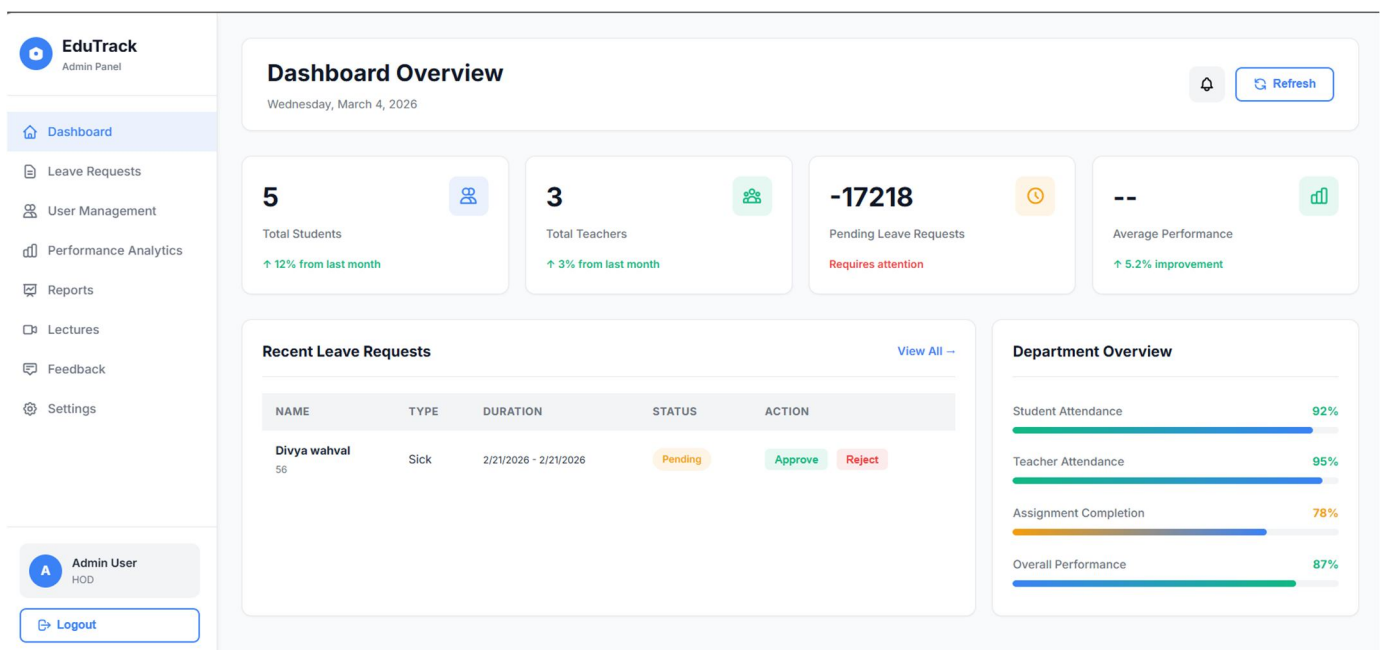 EduTrack
Admin Panel
Dashboard
Leave Requests
User Management
Performance Analytics
Reports
Lectures
Feedback
Settings
A
Admin User
HOD
Logout
Dashboard Overview
Wednesday, March 4, 2026
Refresh
5
Total Students
↑ 12% from last month
3
Total Teachers
↑ 3% from last month
-17218
Pending Leave Requests
Requires attention
--
Average Performance
↑ 5.2% improvement
Recent Leave Requests
View All →
NAME TYPE DURATION STATUS ACTION
Divya wahval Sick 2/21/2026 - 2/21/2026 Pending Approve Reject
56
Department Overview
Student Attendance 92%
Teacher Attendance 95%
Assignment Completion 78%
Overall Performance 87%